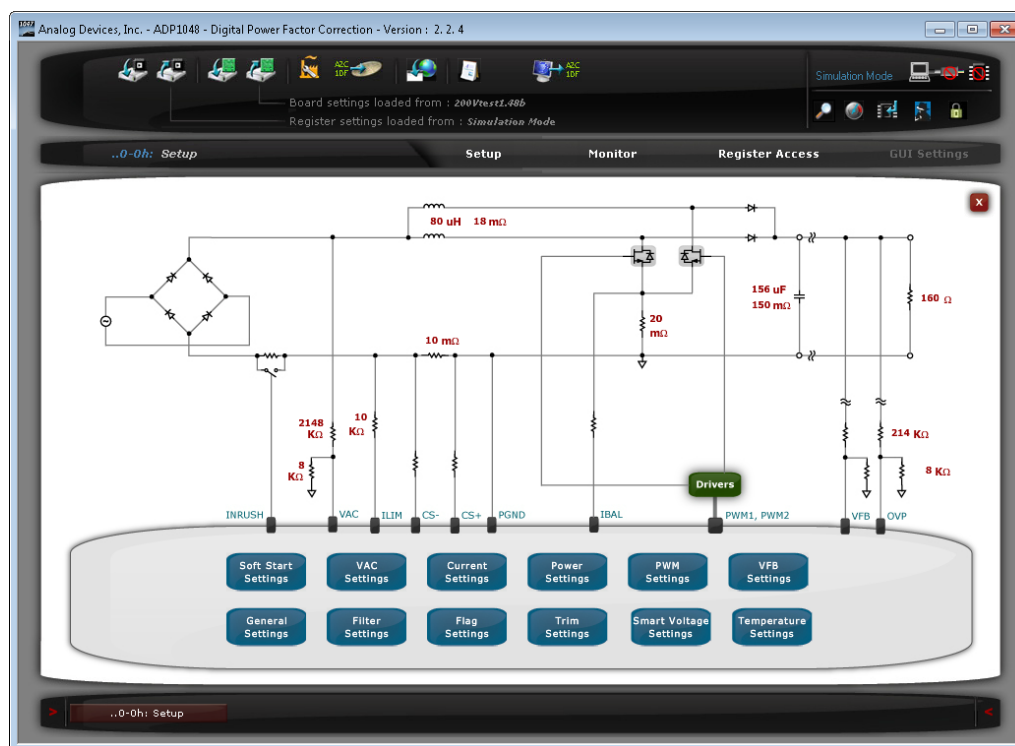 Analog Devices, Inc. - ADP1048 - Digital Power Factor Correction - Version : 2. 2. 4
A2C
1DF
A2C
1DF
Simulation Mode
Board settings loaded from : 200Vtest1.48b
Register settings loaded from : Simulation Mode
..0-0h: Setup
Setup
Monitor
Register Access
GUI Settings
x
80 uH 18 mΩ
156 uF
150 mΩ
160 Ω
20
mΩ
10 mΩ
2148
KΩ
10
KΩ
214 KΩ
8
KΩ
8 KΩ
Drivers
INRUSH
VAC
ILIM
CS-
CS+
PGND
IBAL
PWM1, PWM2
VFB
OVP
Soft Start
Settings
VAC
Settings
Current
Settings
Power
Settings
PWM
Settings
VFB
Settings
General
Settings
Filter
Settings
Flag
Settings
Trim
Settings
Smart Voltage
Settings
Temperature
Settings
> ..0-0h: Setup <